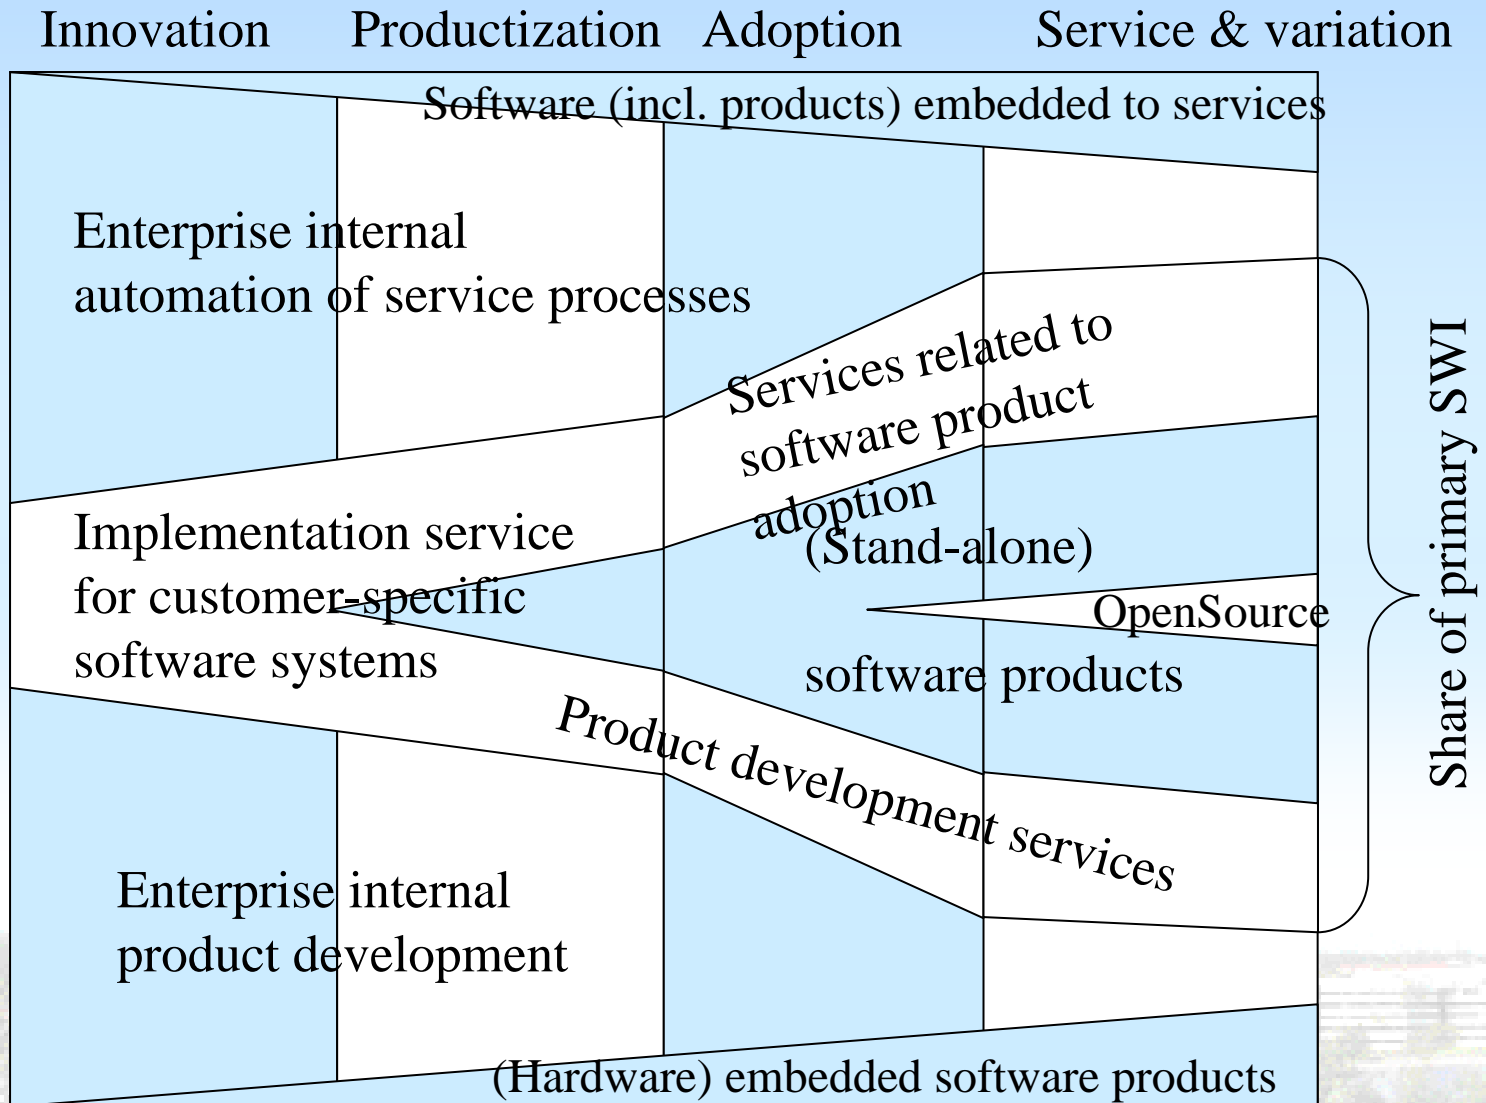 Innovation Productization Adoption Service & variation
Software (incl. products) embedded to services
Enterprise internal
automation of service processes
Services related to
software product
adoption
Implementation service
for customer-specific
software systems
(Stand-alone)
OpenSource
software products
Product development services
Enterprise internal
product development
(Hardware) embedded software products
Share of primary SWI